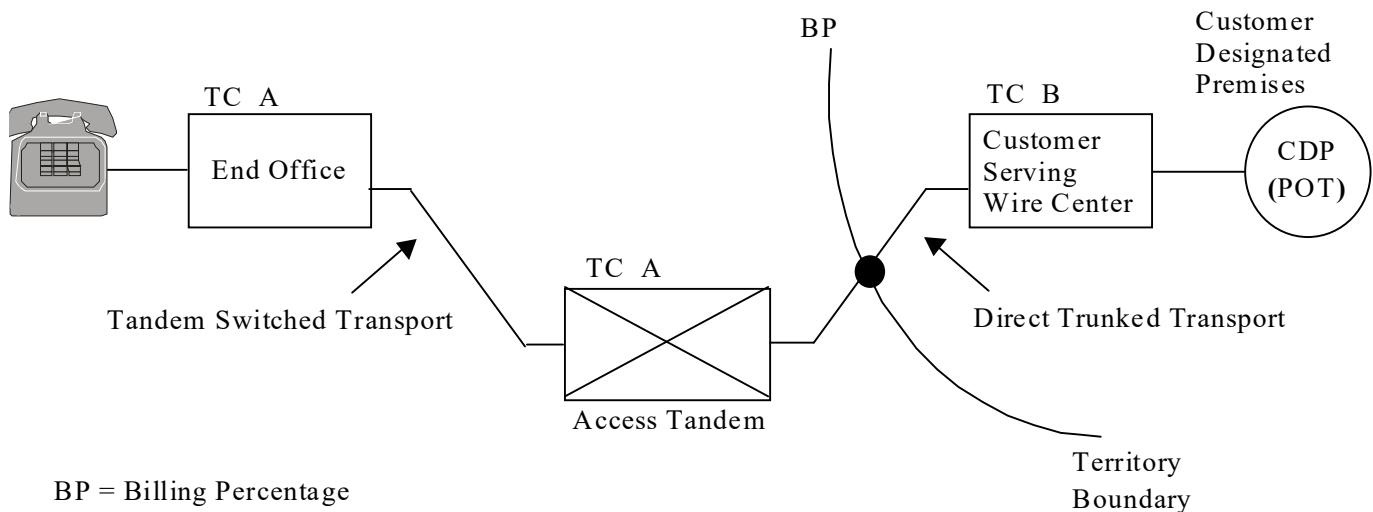 Customer
Designated
Premises
BP
TC A
TC B
End Office
Customer
Serving
Wire Center
CDP
(POT)
TC A
Tandem Switched Transport
Direct Trunked Transport
Access Tandem
Territory
Boundary
BP = Billing Percentage